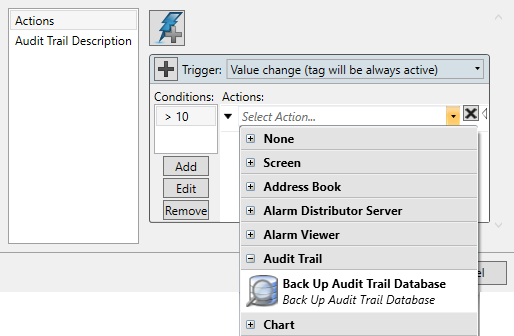 Actions
Audit Trail Description
Trigger: Value change (tag will be always active)
Conditions: Actions:
> 10
Select Action...
None
Screen
Address Book
Alarm Distributor Server
Alarm Viewer
Audit Trail
Back Up Audit Trail Database
Back Up Audit Trail Database
Chart
Add
Edit
Remove